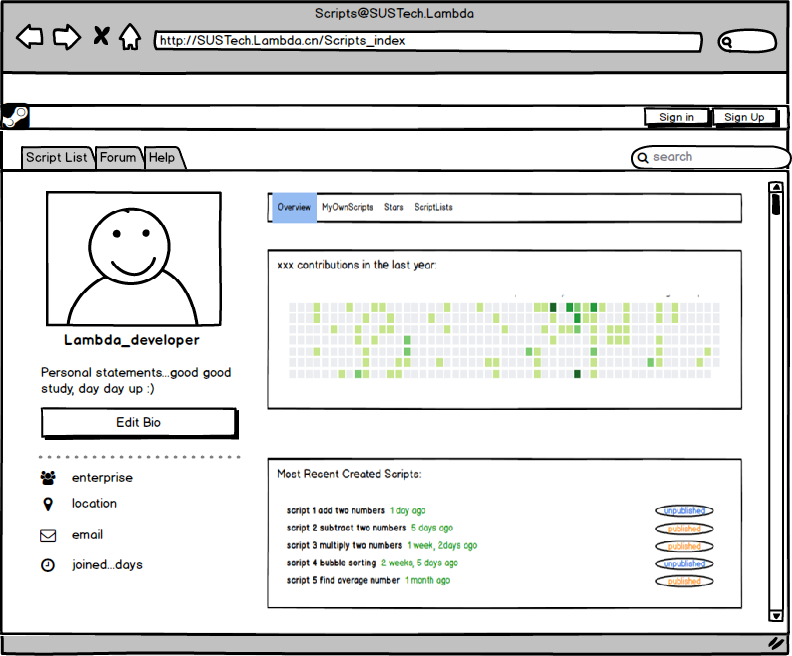 Scripts@SUSTech.Lambda
http://SUSTech.Lambda.cn/Scripts_index
Sign in Sign Up
Script List Forum Help search
Overview MyOwnScripts Stars ScriptLists
xxx contributions in the last year:
Lambda_developer
Personal statements...good good
study, day day up :)
Edit Bio
enterprise
location
email
joined...days
Most Recent Created Scripts:
script 1 add two numbers 1 day ago unpublished
script 2 subtract two numbers 5 days ago published
script 3 multiply two numbers 1 week, 2days ago published
script 4 bubble sorting 2 weeks, 5 days ago unpublished
script 5 find average number 1 month ago published